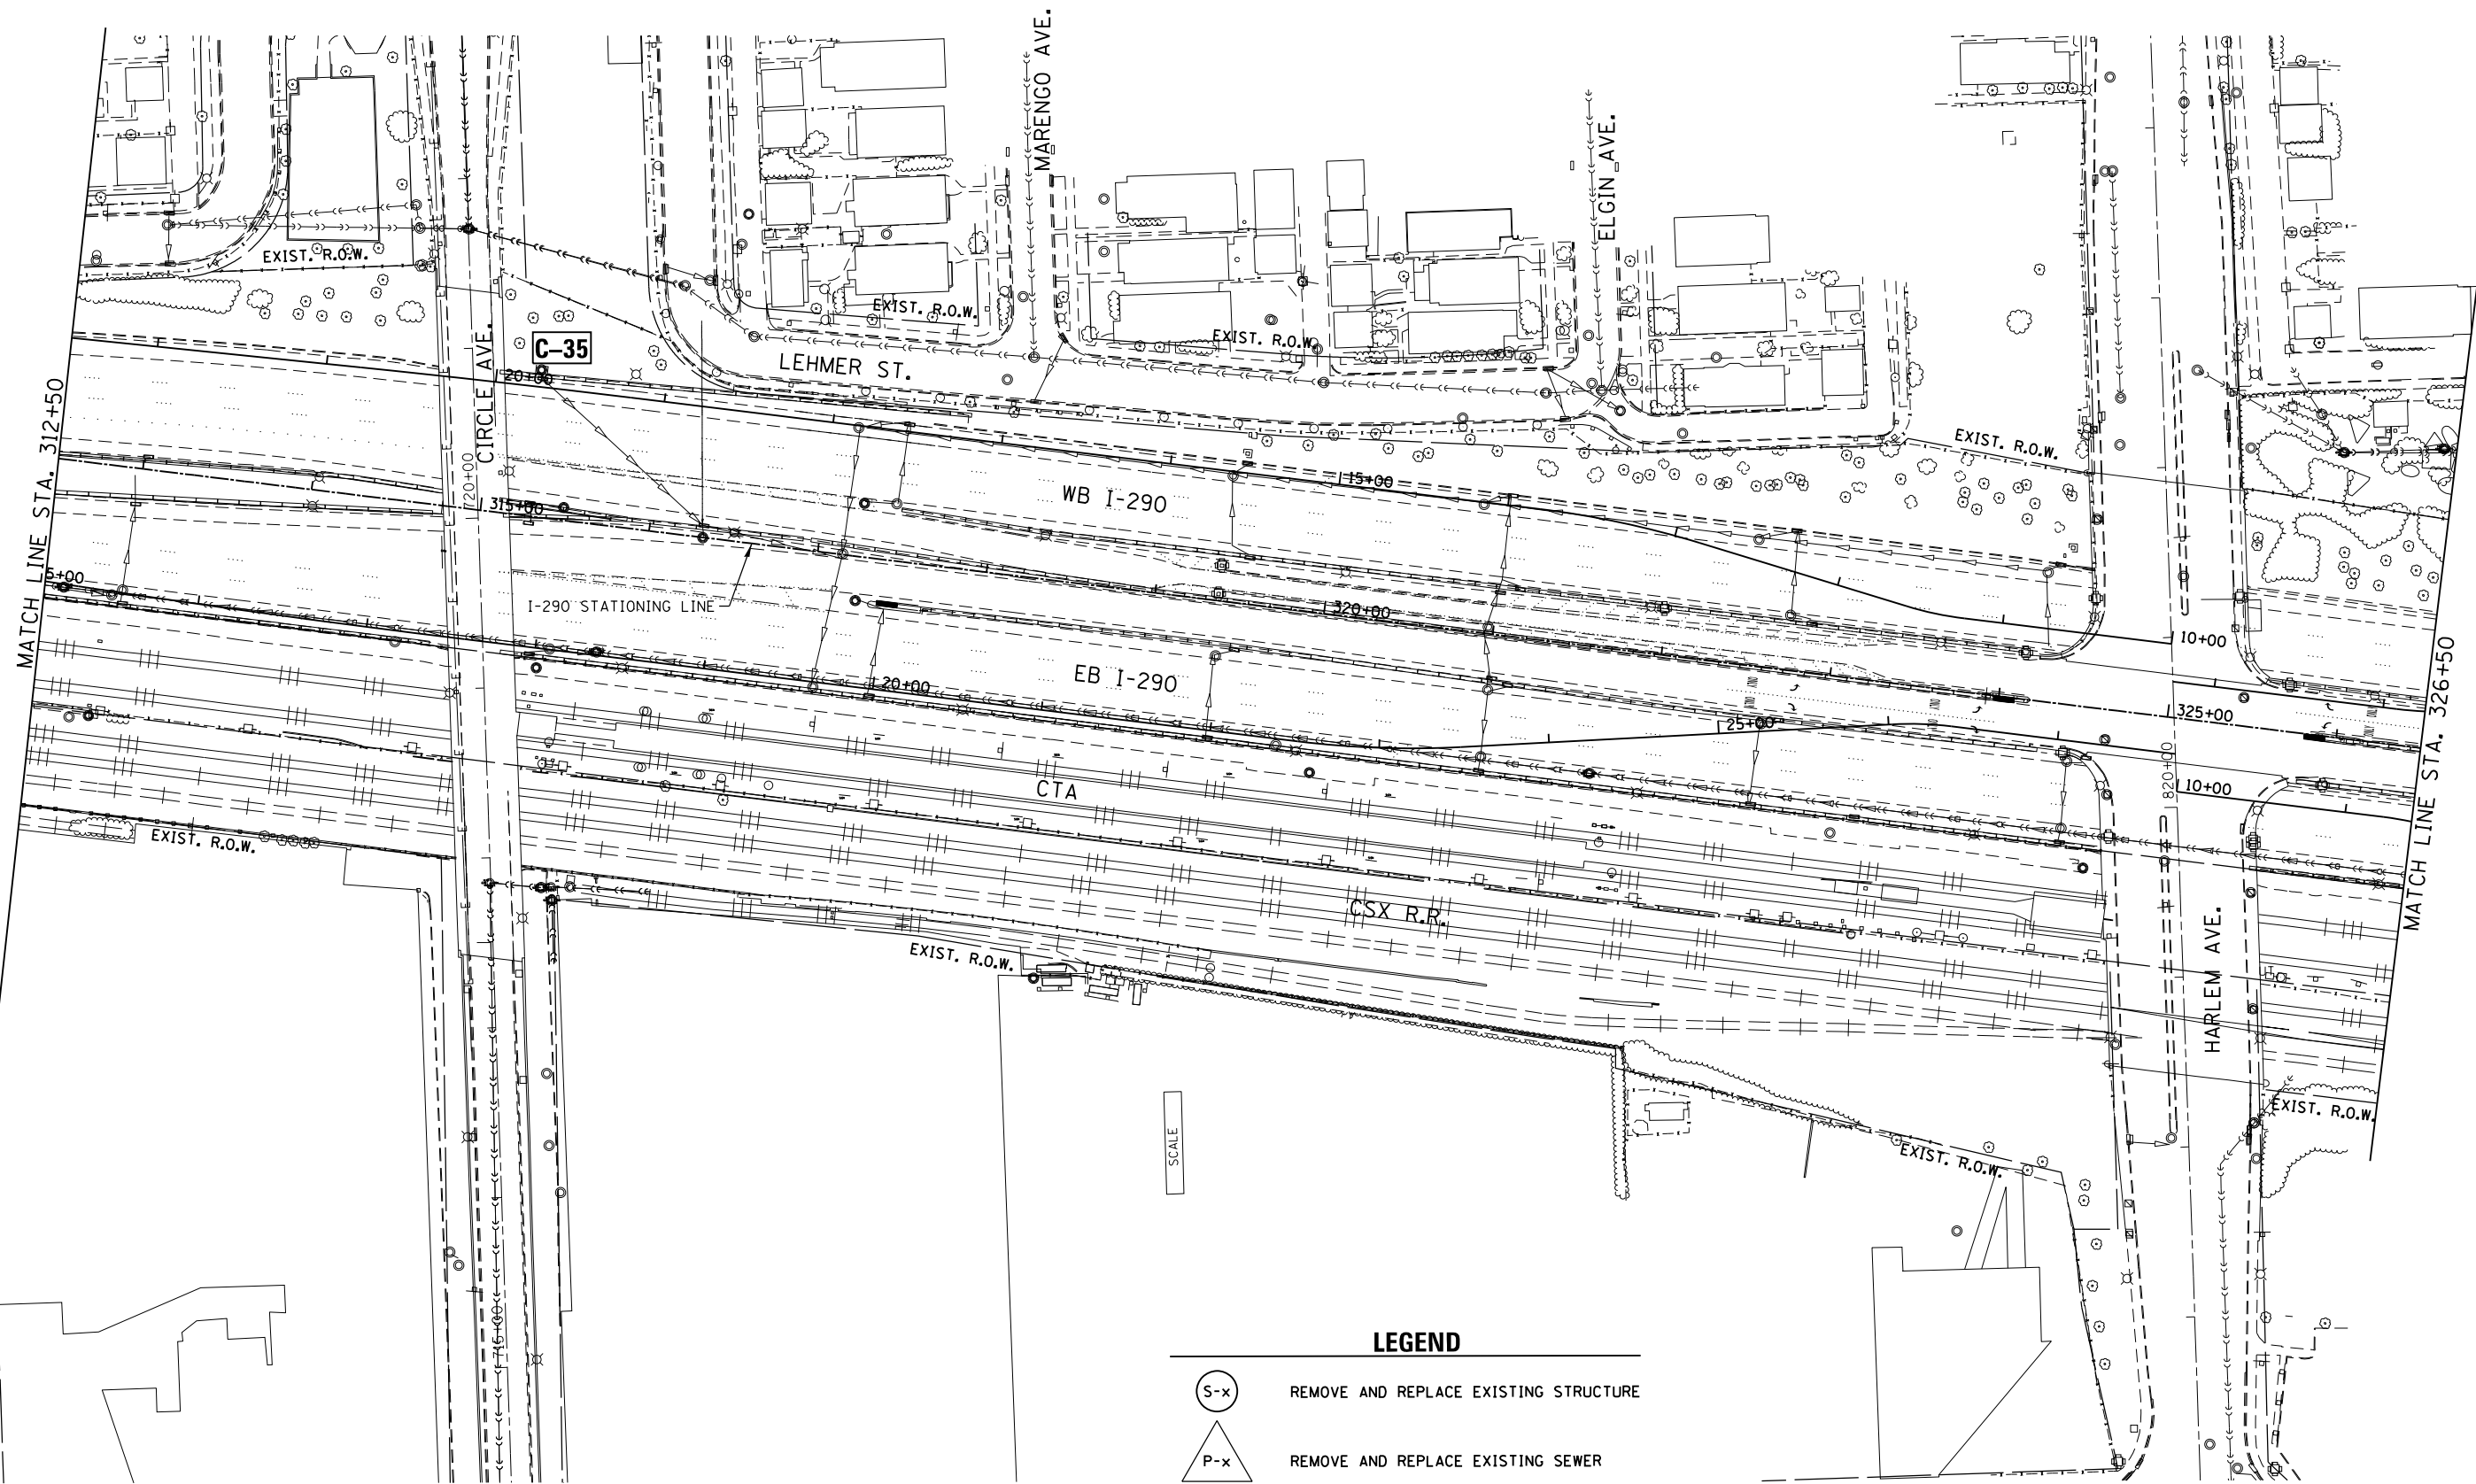 MARENGO AVE.
ELGIN AVE.
EXIST. R.O.W.
EXIST. R.O.W.
EXIST. R.O.W.
C-35
LEHMER ST.
20+00
CIRCLE AVE.
EXIST. R.O.W.
MATCH LINE STA. 312+50
720+00
315+00
WB I-290
15+00
5+00
I-290 STATIONING LINE
320+00
10+00
EB I-290
20+00
25+00
325+00
820+00
10+00
MATCH LINE STA. 326+50
CTA
EXIST. R.O.W.
CSX R.R.
EXIST. R.O.W.
HARLEM AVE.
EXIST. R.O.W.
SCALE
EXIST. R.O.W.
715+00
LEGEND
S-x REMOVE AND REPLACE EXISTING STRUCTURE
P-x REMOVE AND REPLACE EXISTING SEWER